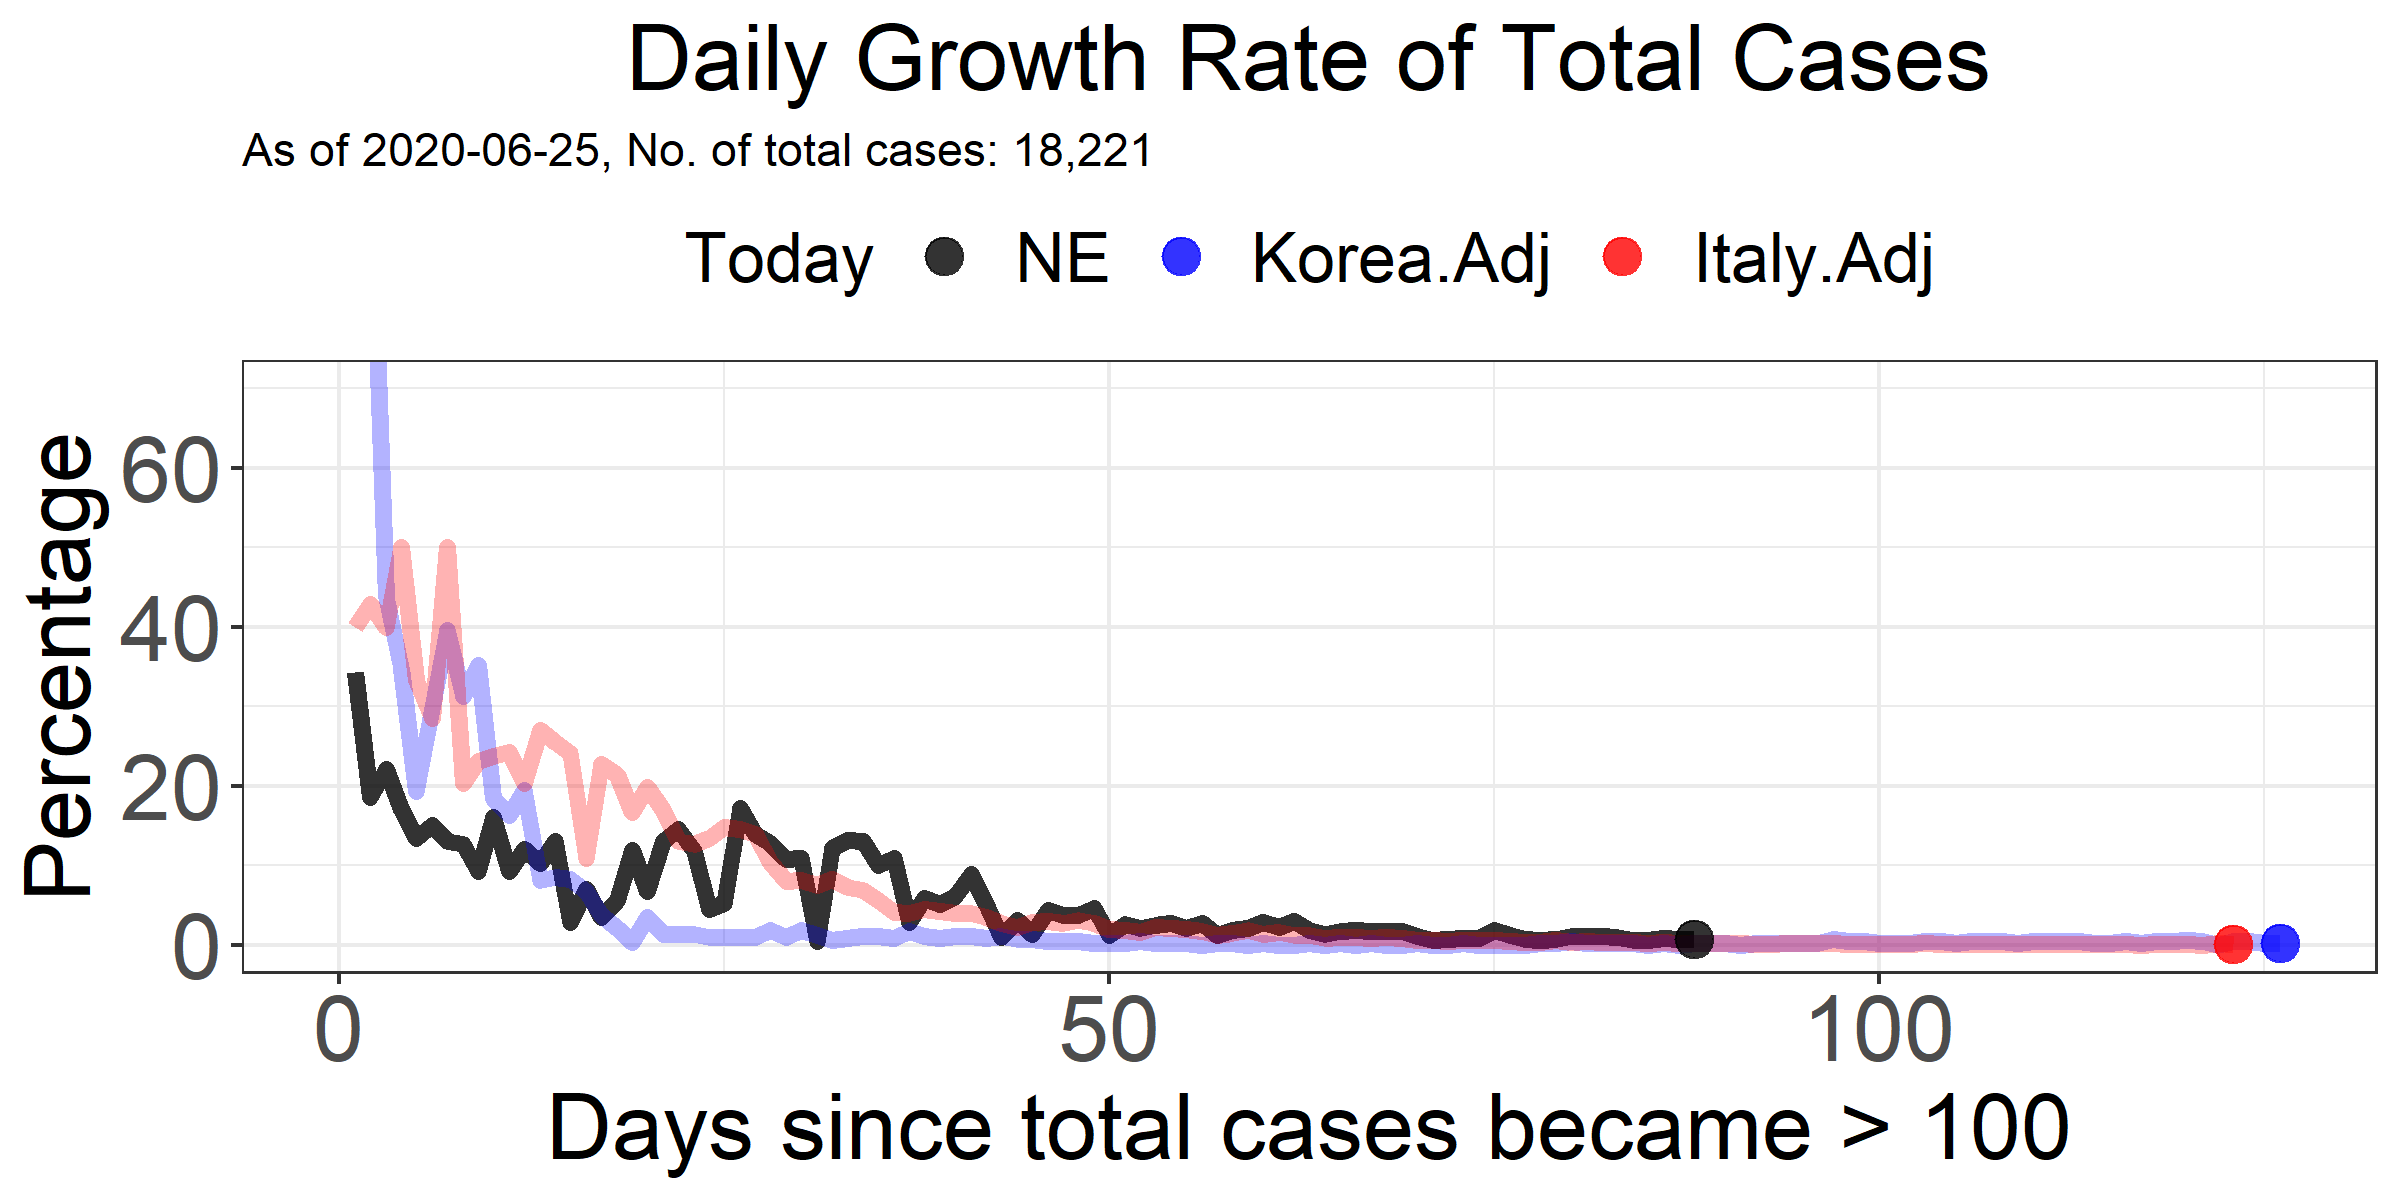 Daily Growth Rate of Total Cases
As of 2020-06-25, No. of total cases: 18,221
Today NE Korea.Adj Italy.Adj
Percentage
60
40
20
0
0 50 100
Days since total cases became > 100